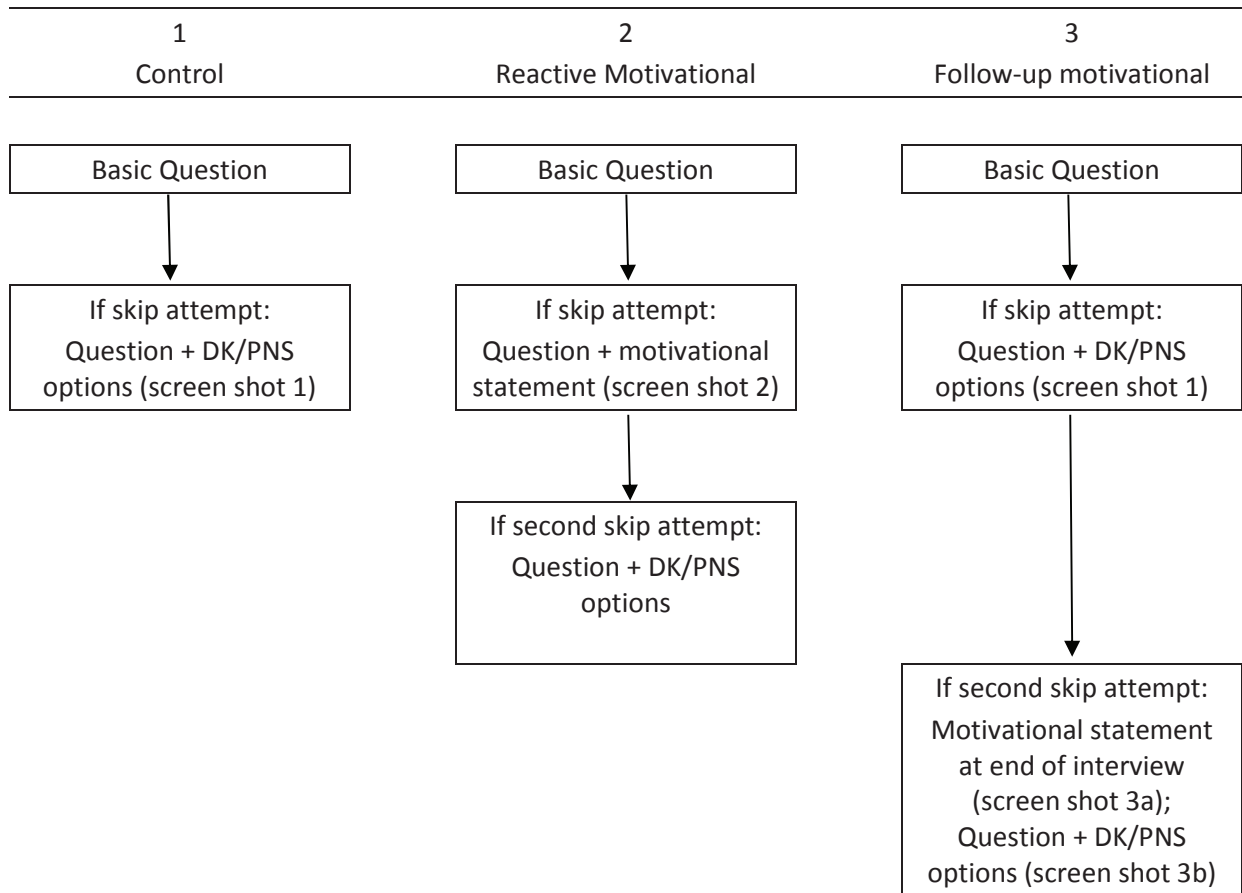 1
Control
2
Reactive Motivational
3
Follow-up motivational
Basic Question
Basic Question
Basic Question
If skip attempt:
Question + DK/PNS
options (screen shot 1)
If skip attempt:
Question + motivational
statement (screen shot 2)
If skip attempt:
Question + DK/PNS
options (screen shot 1)
If second skip attempt:
Question + DK/PNS
options
If second skip attempt:
Motivational statement
at end of interview
(screen shot 3a);
Question + DK/PNS
options (screen shot 3b)